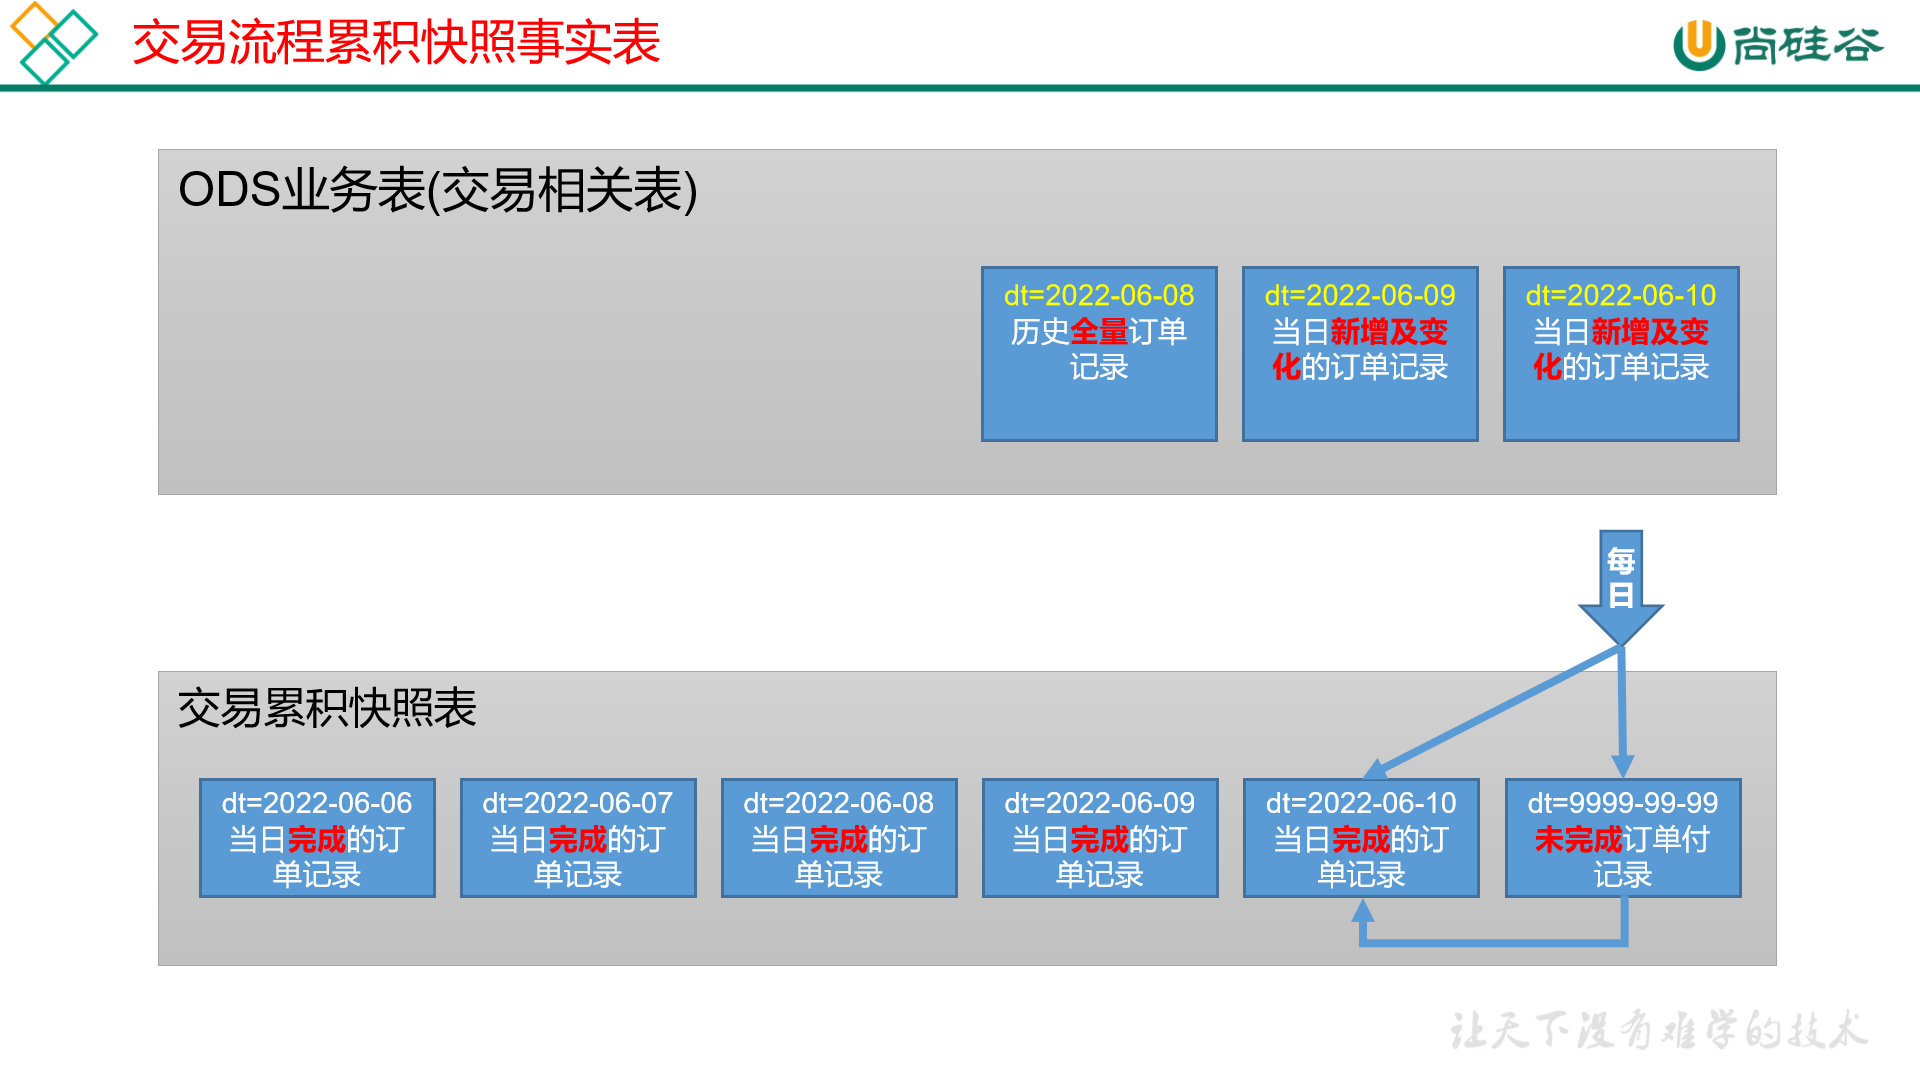 交易流程累积快照事实表
尚硅谷
ODS业务表(交易相关表)
dt=2022-06-08
历史全量订单
记录
dt=2022-06-09
当日新增及变
化的订单记录
dt=2022-06-10
当日新增及变
化的订单记录
每
日
交易累积快照表
dt=2022-06-06
当日完成的订
单记录
dt=2022-06-07
当日完成的订
单记录
dt=2022-06-08
当日完成的订
单记录
dt=2022-06-09
当日完成的订
单记录
dt=2022-06-10
当日完成的订
单记录
dt=9999-99-99
未完成订单付
记录
让天下没有难学的技术